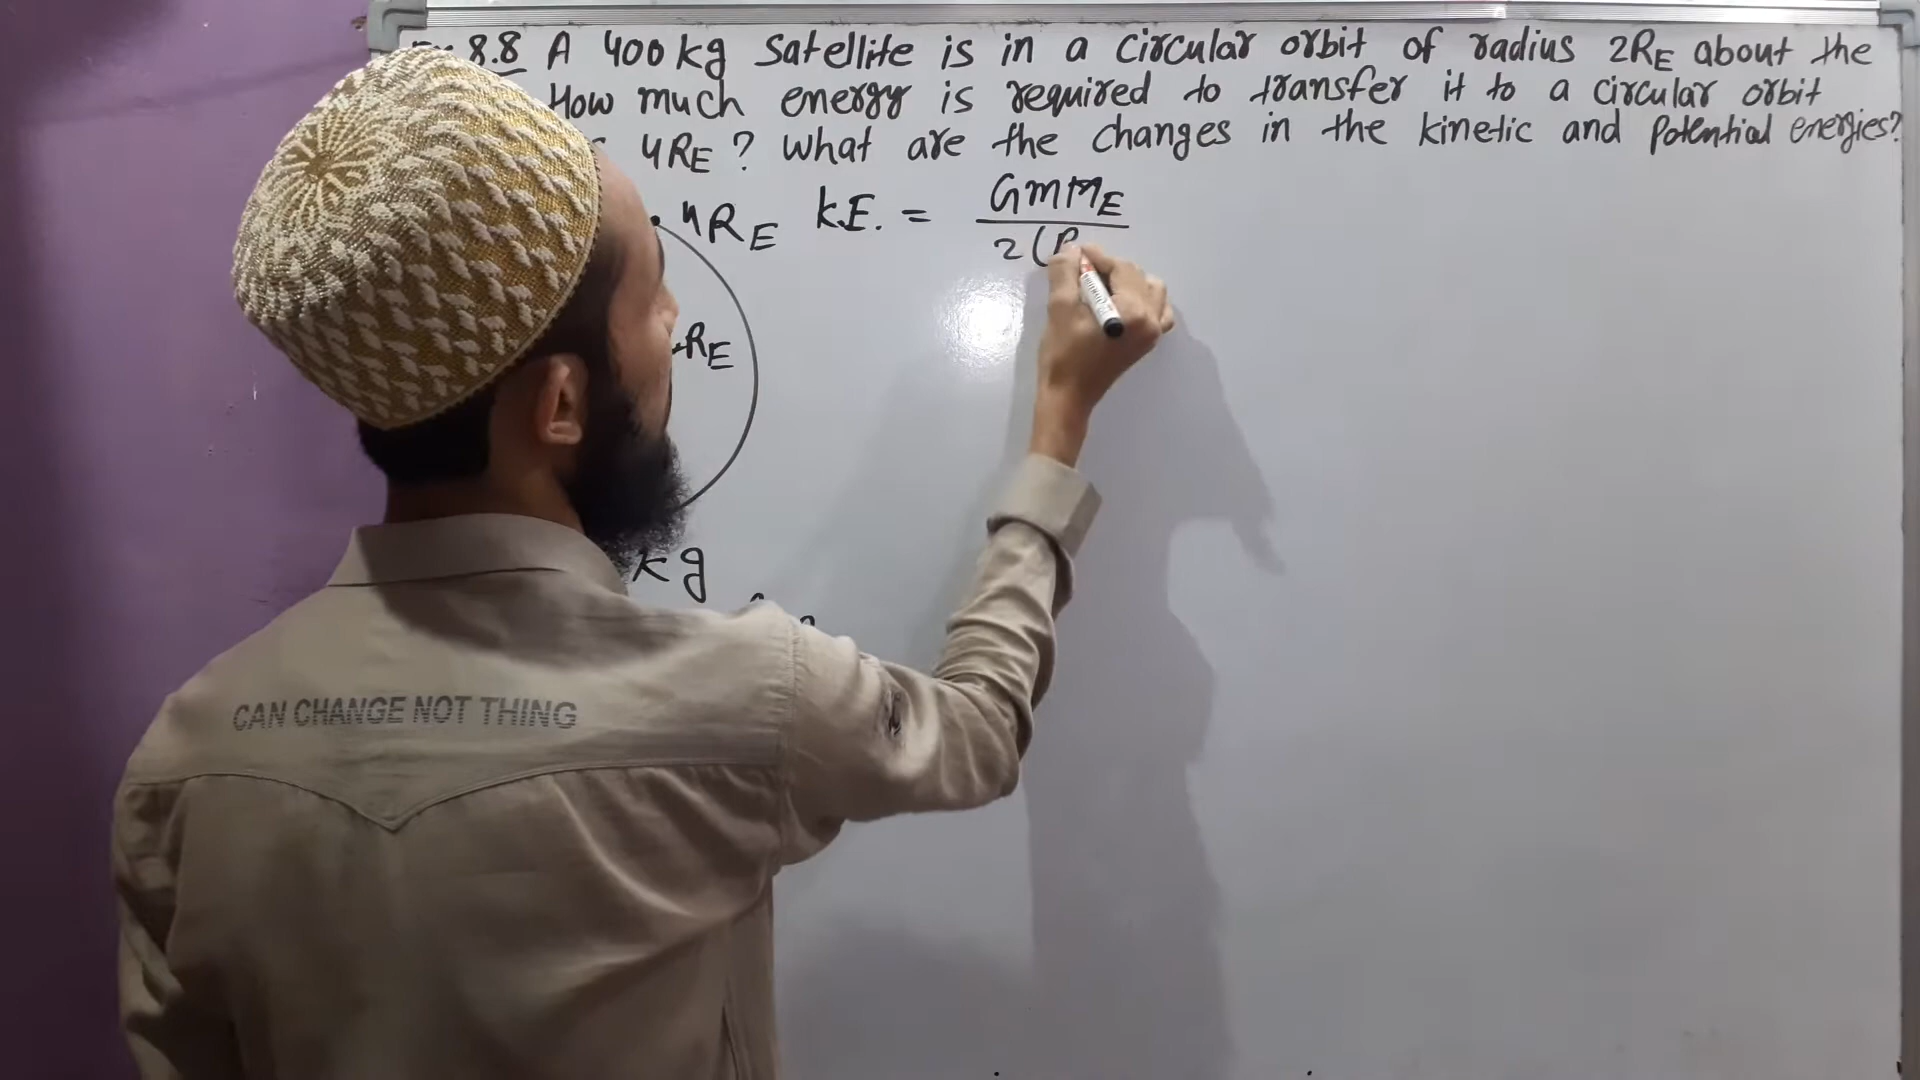 8.8 A 400kg Satellite is in a circular orbit of radius 2RE about the
How much energy is required to transfer it to a circular orbit
4RE ? What are the changes in the kinetic and potential energies?
4RE KE. = GMME
2(R
RE
kg
CAN CHANGE NOT THING